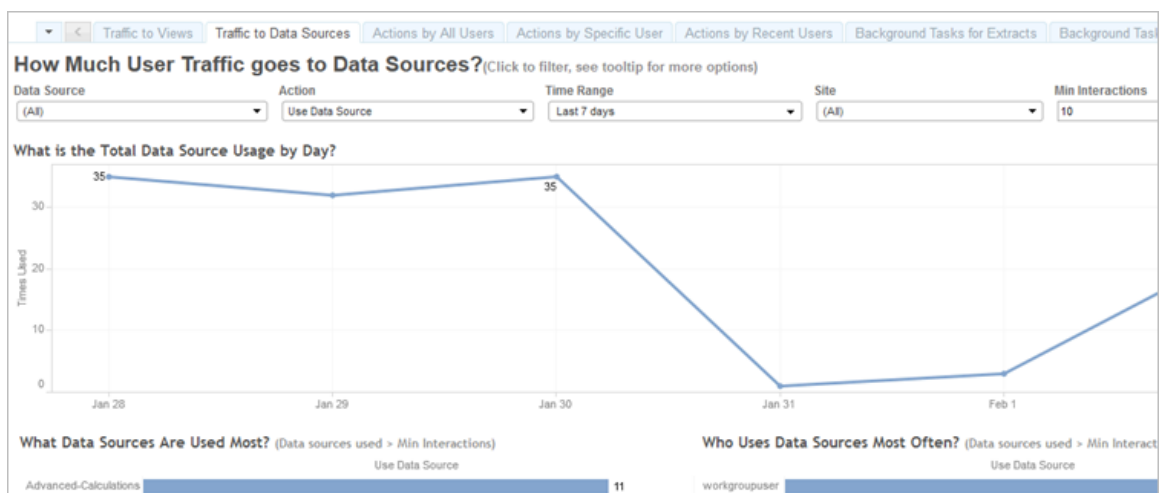 Traffic to Views Traffic to Data Sources Actions by All Users Actions by Specific User Actions by Recent Users Background Tasks for Extracts Background
How Much User Traffic goes to Data Sources?(Click to filter, see tooltip for more options)
Data Source Action Time Range Site Min Interactions
(All) Use Data Source Last 7 days (All) 10
What is the Total Data Source Usage by Day?
35
35
30
20
10
0
Times Used
Jan 28 Jan 29 Jan 30 Jan 31 Feb 1
What Data Sources Are Used Most? (Data sources used > Min Interactions) Who Uses Data Sources Most Often? (Data sources used > Min
Use Data Source Use Data Source
Advanced-Calculations 11 workgroupuser